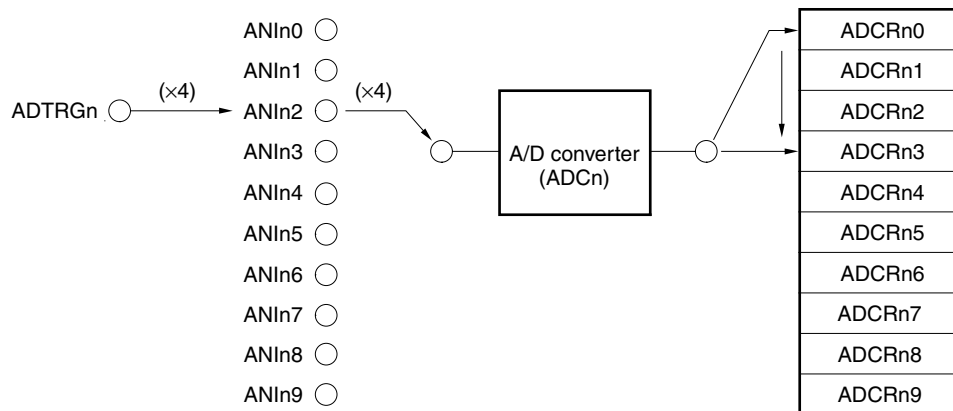 ANIn0
ANIn1
ADTRGn
(×4)
ANIn2
(×4)
ANIn3
ANIn4
ANIn5
ANIn6
ANIn7
ANIn8
ANIn9
A/D converter
(ADCn)
ADCRn0
ADCRn1
ADCRn2
ADCRn3
ADCRn4
ADCRn5
ADCRn6
ADCRn7
ADCRn8
ADCRn9